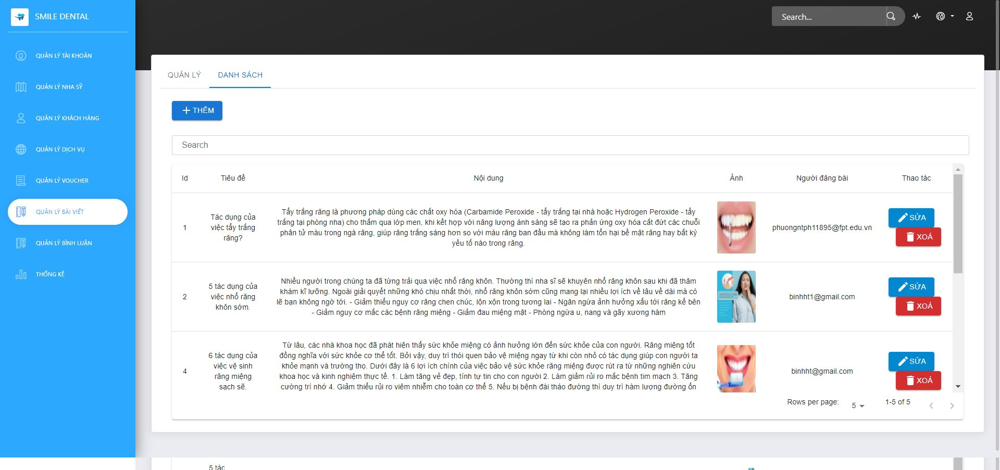 SMILE DENTAL
Search...
QUẢN LÝ TÀI KHOẢN
QUẢN LÝ NHA SỸ
QUẢN LÝ KHÁCH HÀNG
QUẢN LÝ DỊCH VỤ
QUẢN LÝ VOUCHER
QUẢN LÝ BÀI VIẾT
QUẢN LÝ BÌNH LUẬN
THỐNG KÊ
QUẢN LÝ DANH SÁCH
THÊM
Search
Id Tiêu đề Nội dung Ảnh Người đăng bài Thao tác
1
Tác dụng của
việc tẩy trắng
răng?
Tẩy trắng răng là phương pháp dùng các chất oxy hóa (Carbamide Peroxide - tẩy trắng tại nhà hoặc Hydrogen Peroxide - tẩy
trắng tại phòng nha) cho thấm qua lớp men, khi kết hợp với năng lượng ánh sáng sẽ tạo ra phản ứng oxy hóa cắt đứt các chuỗi
phân tử màu trong ngà răng, giúp răng trắng sáng hơn so với màu răng ban đầu mà không làm tổn hại bề mặt răng hay bất kỳ
yếu tố nào trong răng.
phuongntph11895@fpt.edu.vn
SỬA
XOÁ
2
5 tác dụng của
việc nhổ răng
khôn sớm.
Nhiều người trong chúng ta đã từng trải qua việc nhổ răng khôn. Thường thì nha sĩ sẽ khuyên nhổ răng khôn sau khi đã thăm
khám kĩ lưỡng. Ngoài giải quyết những khó chịu nhất thời, nhổ răng khôn sớm cũng mang lại nhiều lợi ích về lâu về dài mà có
lẽ bạn không ngờ tới. - Giảm thiểu nguy cơ răng chen chúc, lộn xộn trong tương lai - Ngăn ngừa ảnh hưởng xấu tới răng kế bên
- Giảm nguy cơ mắc các bệnh răng miệng - Giảm đau miệng mặt - Phòng ngừa u, nang và gãy xương hàm
binhht1@gmail.com
SỬA
XOÁ
4
6 tác dụng của
việc vệ sinh
răng miệng
sạch sẽ.
Từ lâu, các nhà khoa học đã phát hiện thấy sức khỏe miệng có ảnh hưởng lớn đến sức khỏe của con người. Răng miệng tốt
đồng nghĩa với sức khỏe cơ thể tốt. Bởi vậy, duy trì thói quen bảo vệ miệng ngay từ khi còn nhỏ có tác dụng giúp con người ta
khỏe mạnh và trường thọ. Dưới đây là 6 lợi ích chính của việc bảo vệ sức khỏe răng miệng được rút ra từ những nghiên cứu
khoa học và kinh nghiệm thực tế. 1. Làm tăng vẻ đẹp, tính tự tin cho con người 2. Làm giảm rủi ro mắc bệnh tim mạch 3. Tăng
cường trí nhớ 4. Giảm thiểu rủi ro viêm nhiễm cho toàn cơ thể 5. Nếu bị bệnh đái tháo đường thì duy trì hàm lượng đường ổn
binhht@gmail.com
SỬA
XOÁ
Rows per page: 5 1-5 of 5
5 tác